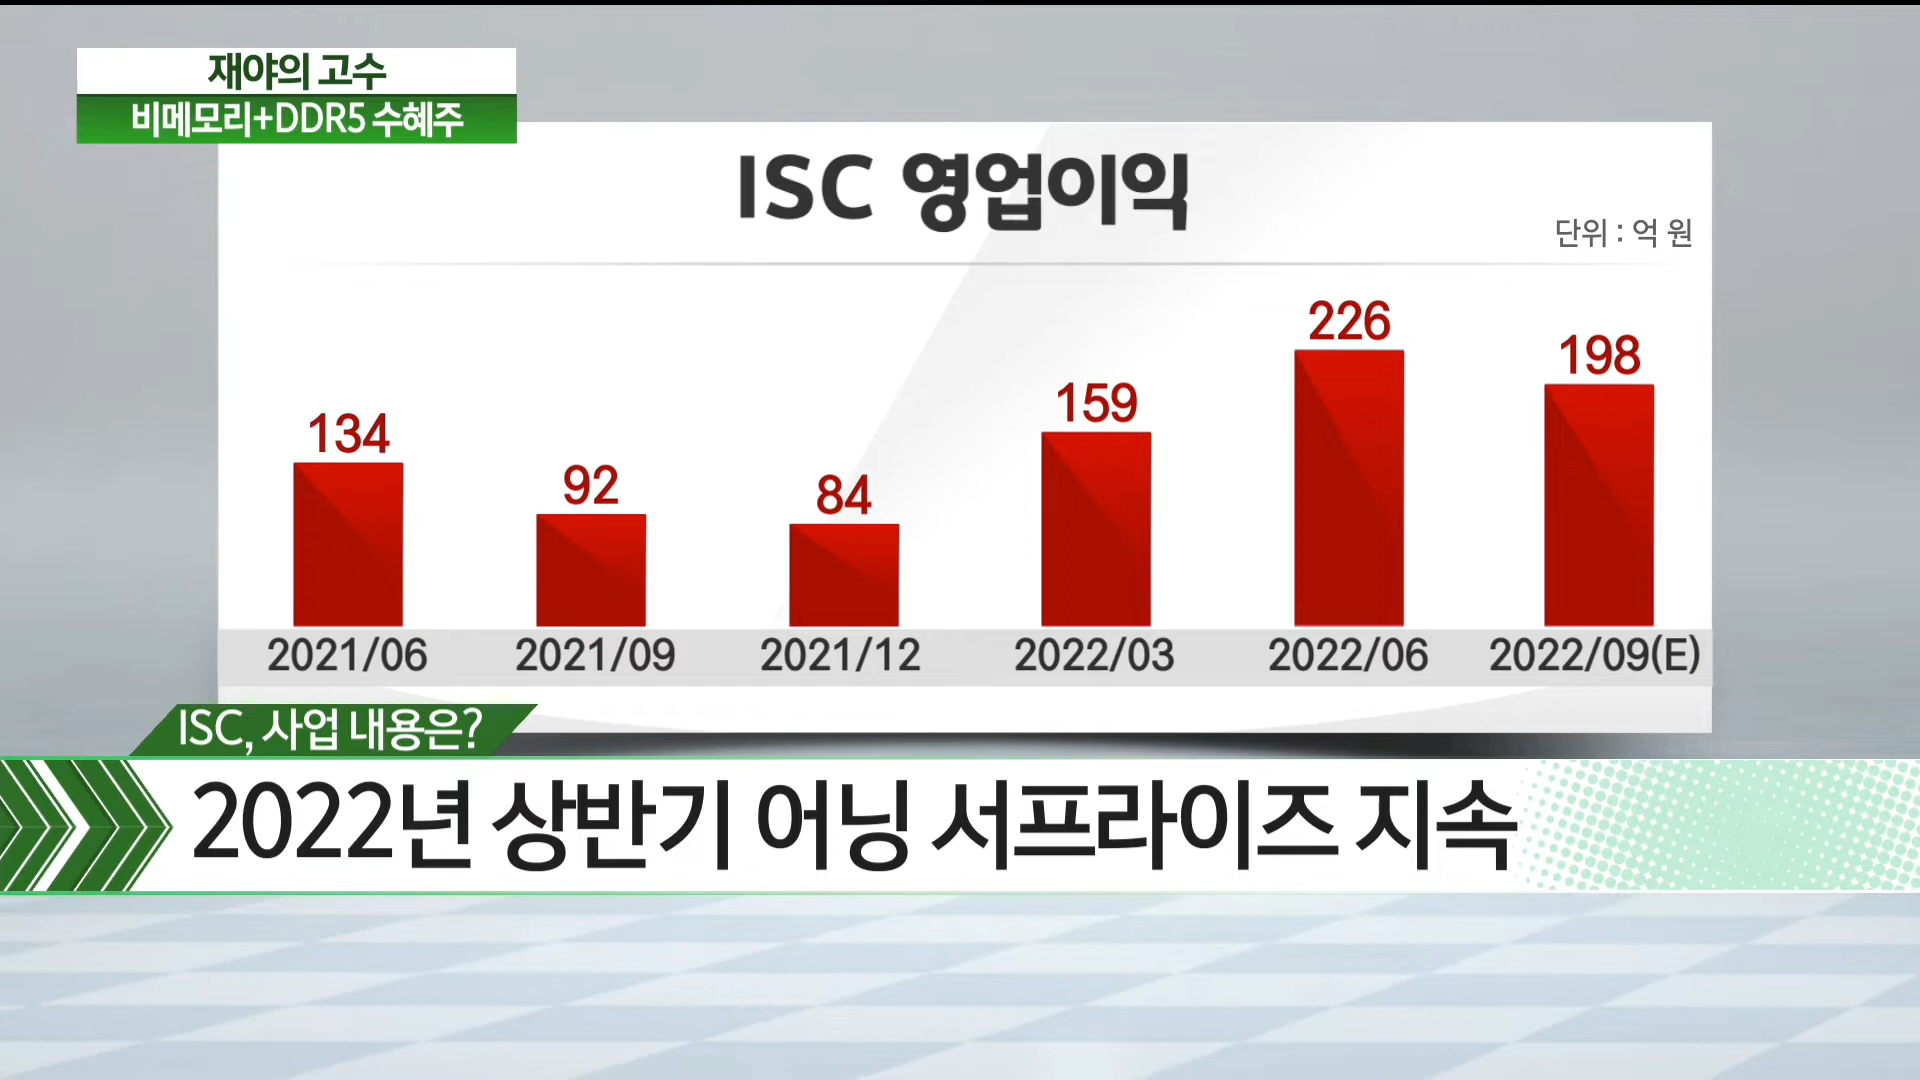 재야의 고수
비메모리+DDR5 수혜주
ISC 영업이익
단위 : 억 원
134
92
84
159
226
198
2021/06
2021/09
2021/12
2022/03
2022/06
2022/09(E)
ISC, 사업 내용은?
2022년 상반기 어닝 서프라이즈 지속